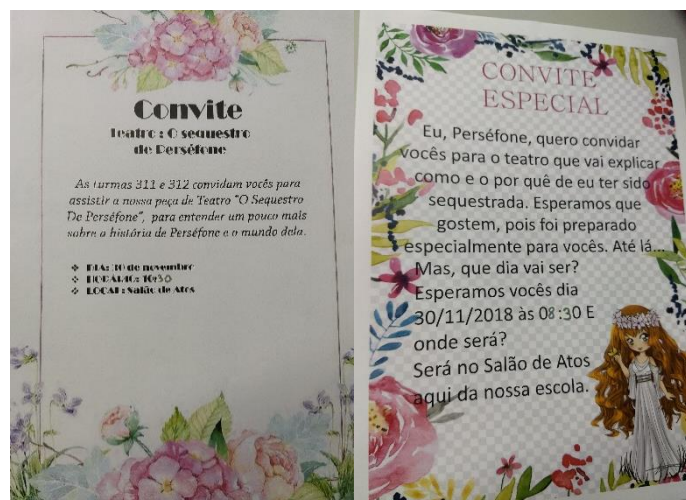 Convite
Teatro : O sequestro
de Perséfone
As turmas 311 e 312 convidam vocês para
assistir a nossa peça de Teatro "O Sequestro
De Perséfone", para entender um pouco mais
sobre a história de Perséfone e o mundo dela.
❖ DIA: 30 de novembro
❖ HORÁRIO:
❖ LOCAL: Salão de Atos
CONVITE
ESPECIAL
Eu, Perséfone, quero convidar
vocês para o teatro que vai explicar
como e o por quê de eu ter sido
sequestrada. Esperamos que
gostem, pois foi preparado
especialmente para vocês. Até lá...
Mas, que dia vai ser?
Esperamos vocês dia
30/11/2018 às 08:30 E
onde será?
Será no Salão de Atos
aqui da nossa escola.